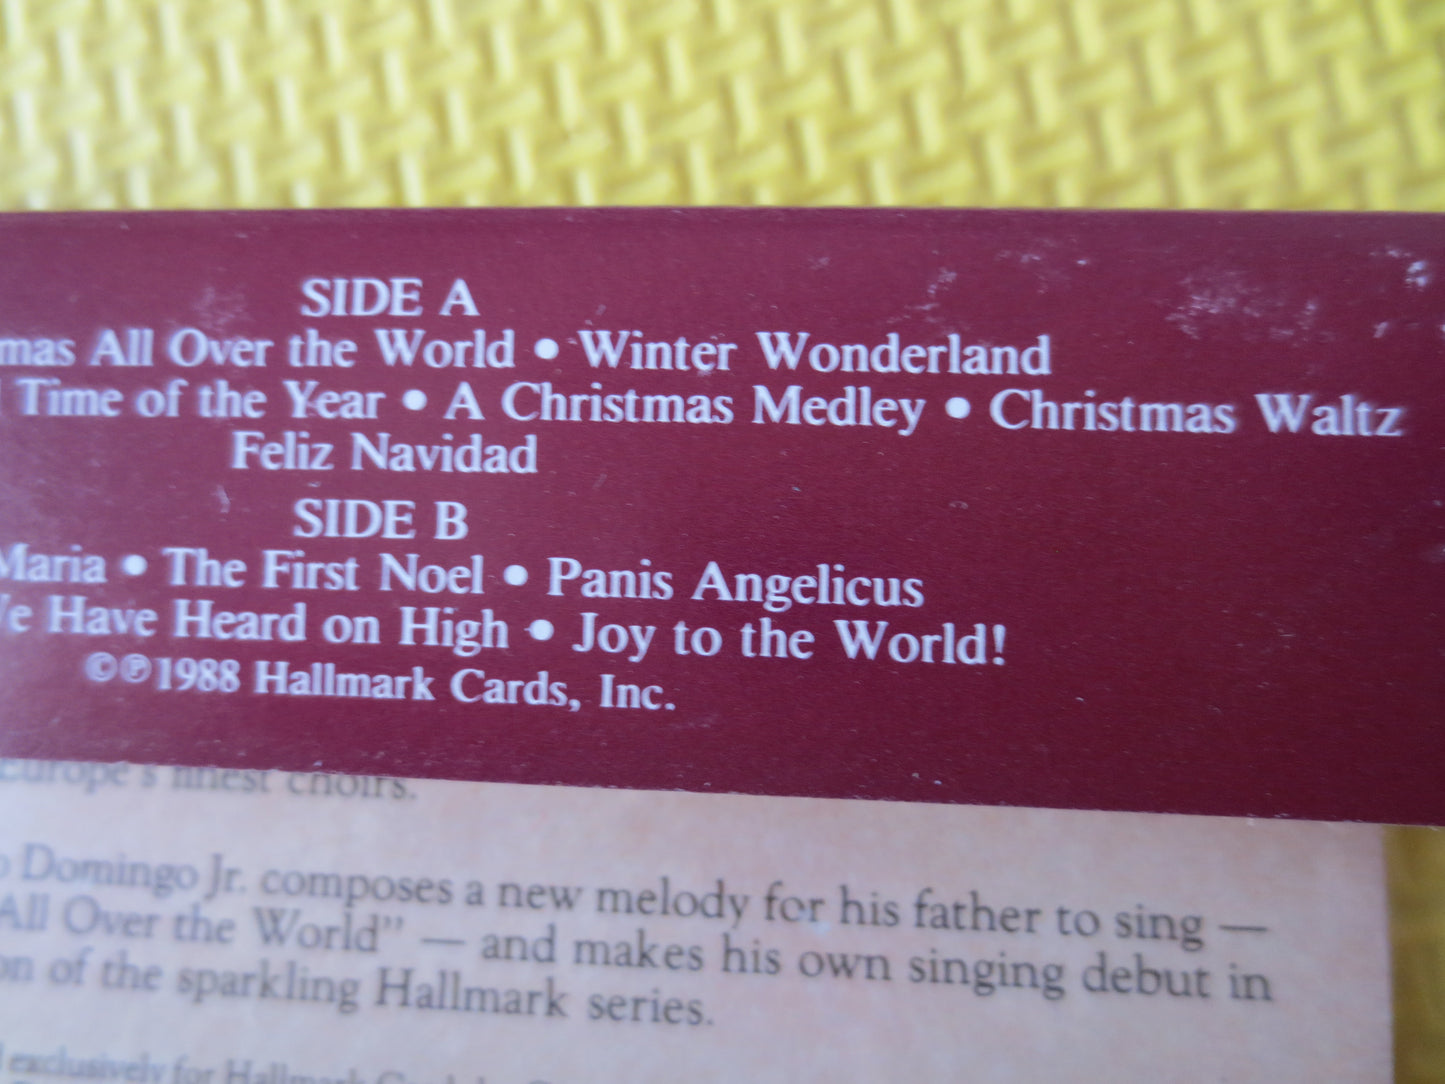 SIDE A
mas All Over the World • Winter Wonderland
Time of the Year • A Christmas Medley • Christmas Waltz
Feliz Navidad
SIDE B
Maria • The First Noel • Panis Angelicus
We Have Heard on High • Joy to the World!
©℗1988 Hallmark Cards, Inc.
Europe's finest choirs.
Domingo Jr. composes a new melody for his father to sing —
All Over the World" — and makes his own singing debut in
on of the sparkling Hallmark series.
exclusively for Hallmark